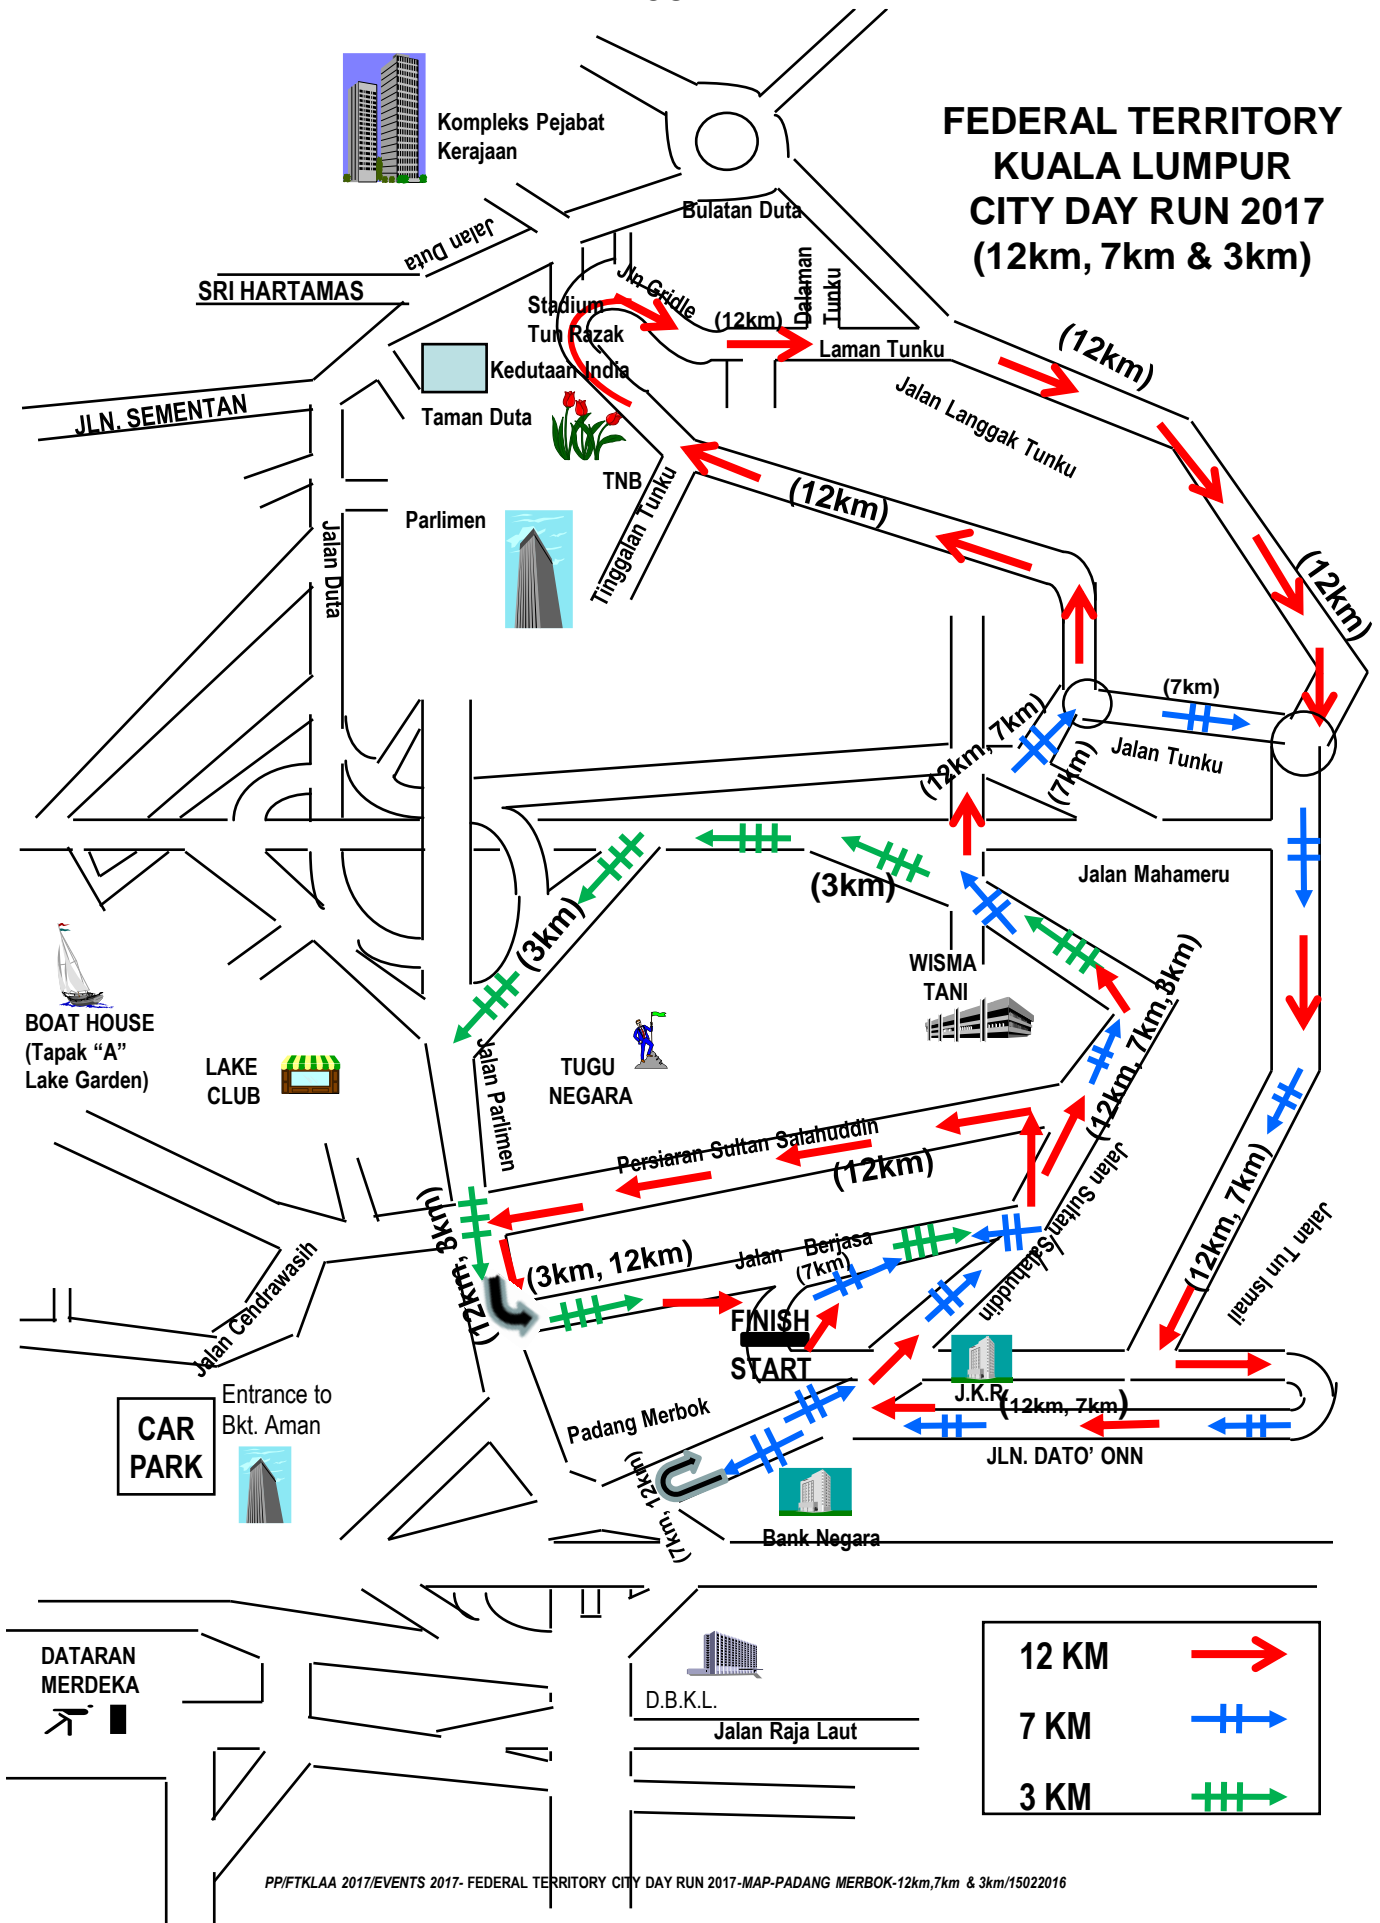 FEDERAL TERRITORY
KUALA LUMPUR
CITY DAY RUN 2017
(12km, 7km & 3km)
Kompleks Pejabat
Kerajaan
Bulatan Duta
Jalan Duta
SRI HARTAMAS
Jln Gridle
Dalaman
Tunku
Stadium
Tun Razak
(12km)
Laman Tunku
(12km)
Kedutaan India
Taman Duta
JLN. SEMENTAN
Jalan Langgak Tunku
TNB
(12km)
Parlimen
Tinggalan Tunku
Jalan Duta
(12km)
(7km)
(12km, 7km)
(7km)
Jalan Tunku
(3km)
Jalan Mahameru
(3km)
WISMA
TANI
(12km, 7km,3km)
BOAT HOUSE
(Tapak “A”
Lake Garden)
LAKE
CLUB
TUGU
NEGARA
Jalan Parlimen
Persiaran Sultan Salahuddin
(12km)
Jalan Sultan Salahuddin
(12km, 7km)
Jalan Tun Ismail
(12km, 3km)
(3km, 12km)
Jalan Berjasa
(7km)
Jalan Cendrawasih
FINISH
START
J.K.R.
(12km, 7km)
Entrance to
Bkt. Aman
CAR
PARK
Padang Merbok
(7km, 12km)
JLN. DATO’ ONN
Bank Negara
DATARAN
MERDEKA
D.B.K.L.
Jalan Raja Laut
12 KM
7 KM
3 KM
PP/FTKLAA 2017/EVENTS 2017- FEDERAL TERRITORY CITY DAY RUN 2017-MAP-PADANG MERBOK-12km,7km & 3km/15022016